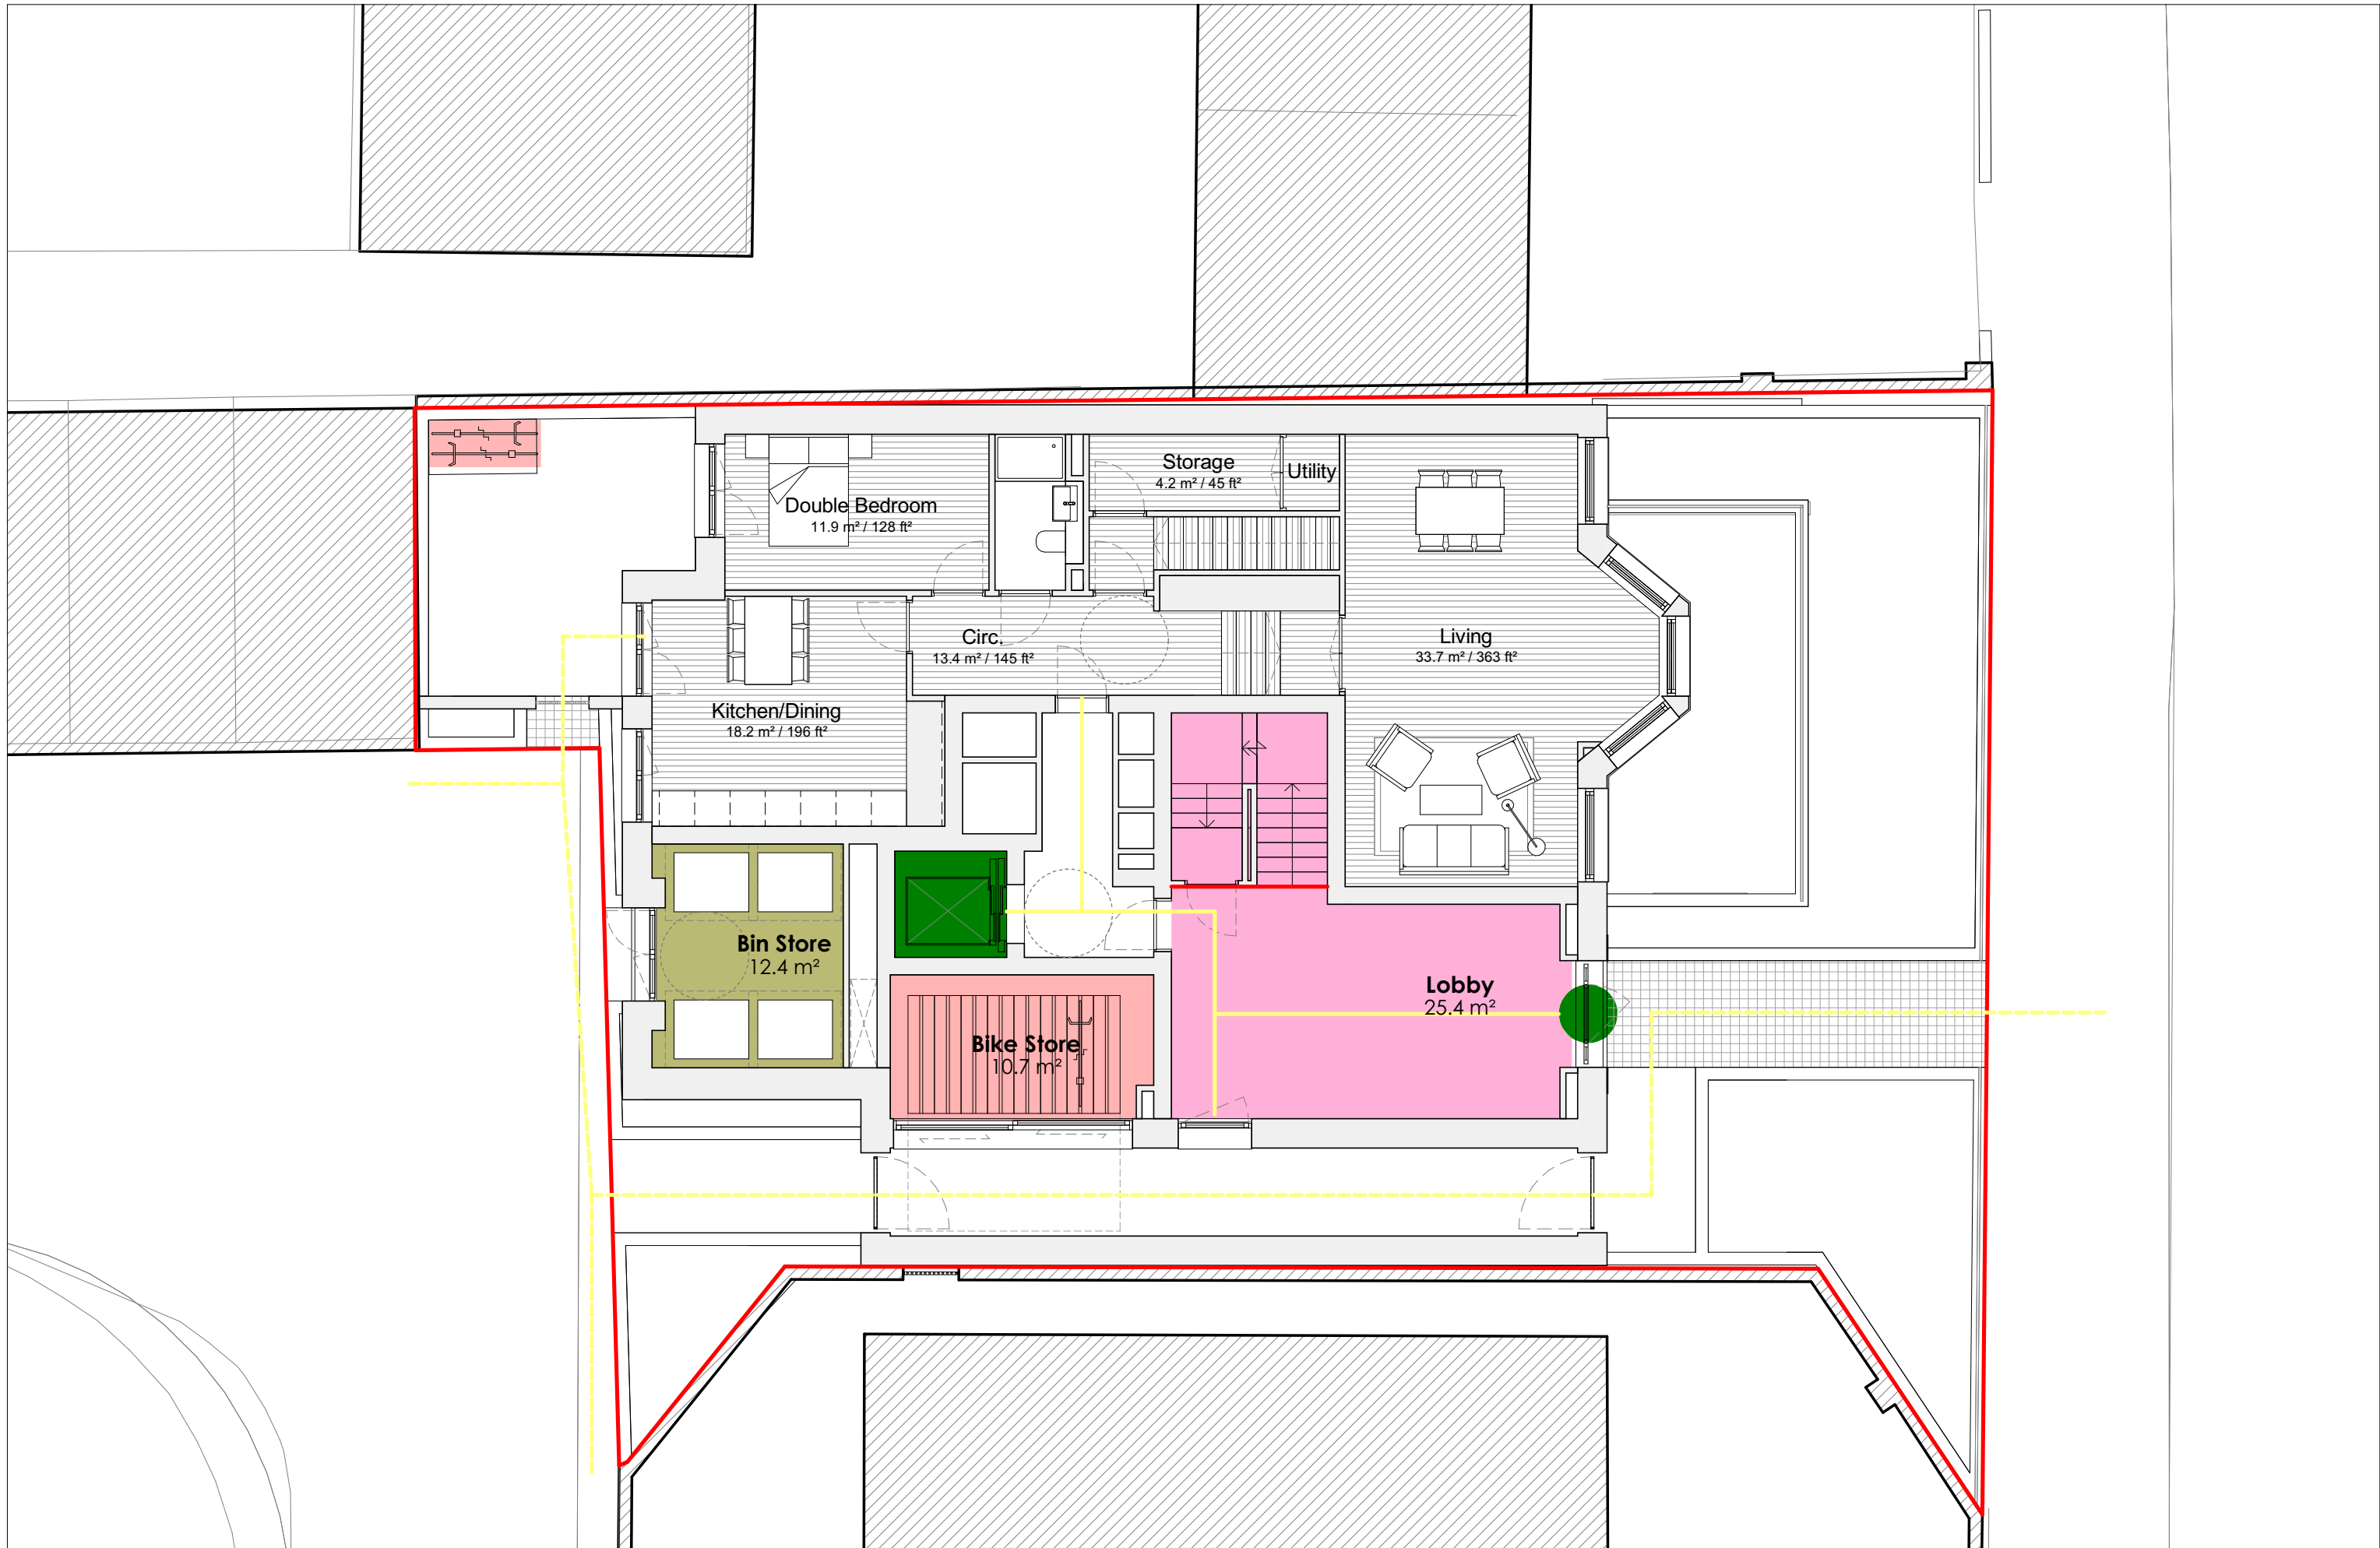 Storage
4.2 m² / 45 ft²
Utility
Double Bedroom
11.9 m² / 128 ft²
Circ.
13.4 m² / 145 ft²
Living
33.7 m² / 363 ft²
Kitchen/Dining
18.2 m² / 196 ft²
Bin Store
12.4 m²
Lobby
25.4 m²
Bike Store
10.7 m²